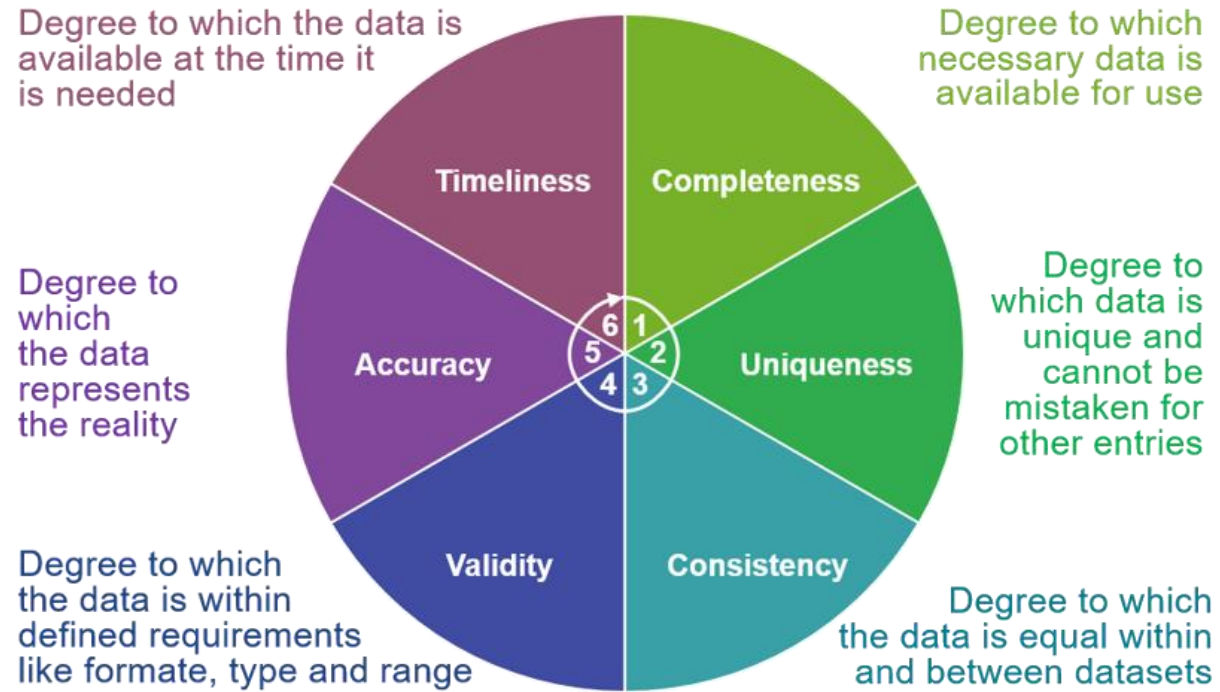 Degree to which the data is
available at the time it
is needed
Degree to which
necessary data is
available for use
Timeliness
Completeness
Degree to
which
the data
represents
the reality
Accuracy
6
1
5
2
4
3
Uniqueness
Degree to
which data is
unique and
cannot be
mistaken for
other entries
Validity
Consistency
Degree to which
the data is within
defined requirements
like formate, type and range
Degree to which
the data is equal within
and between datasets